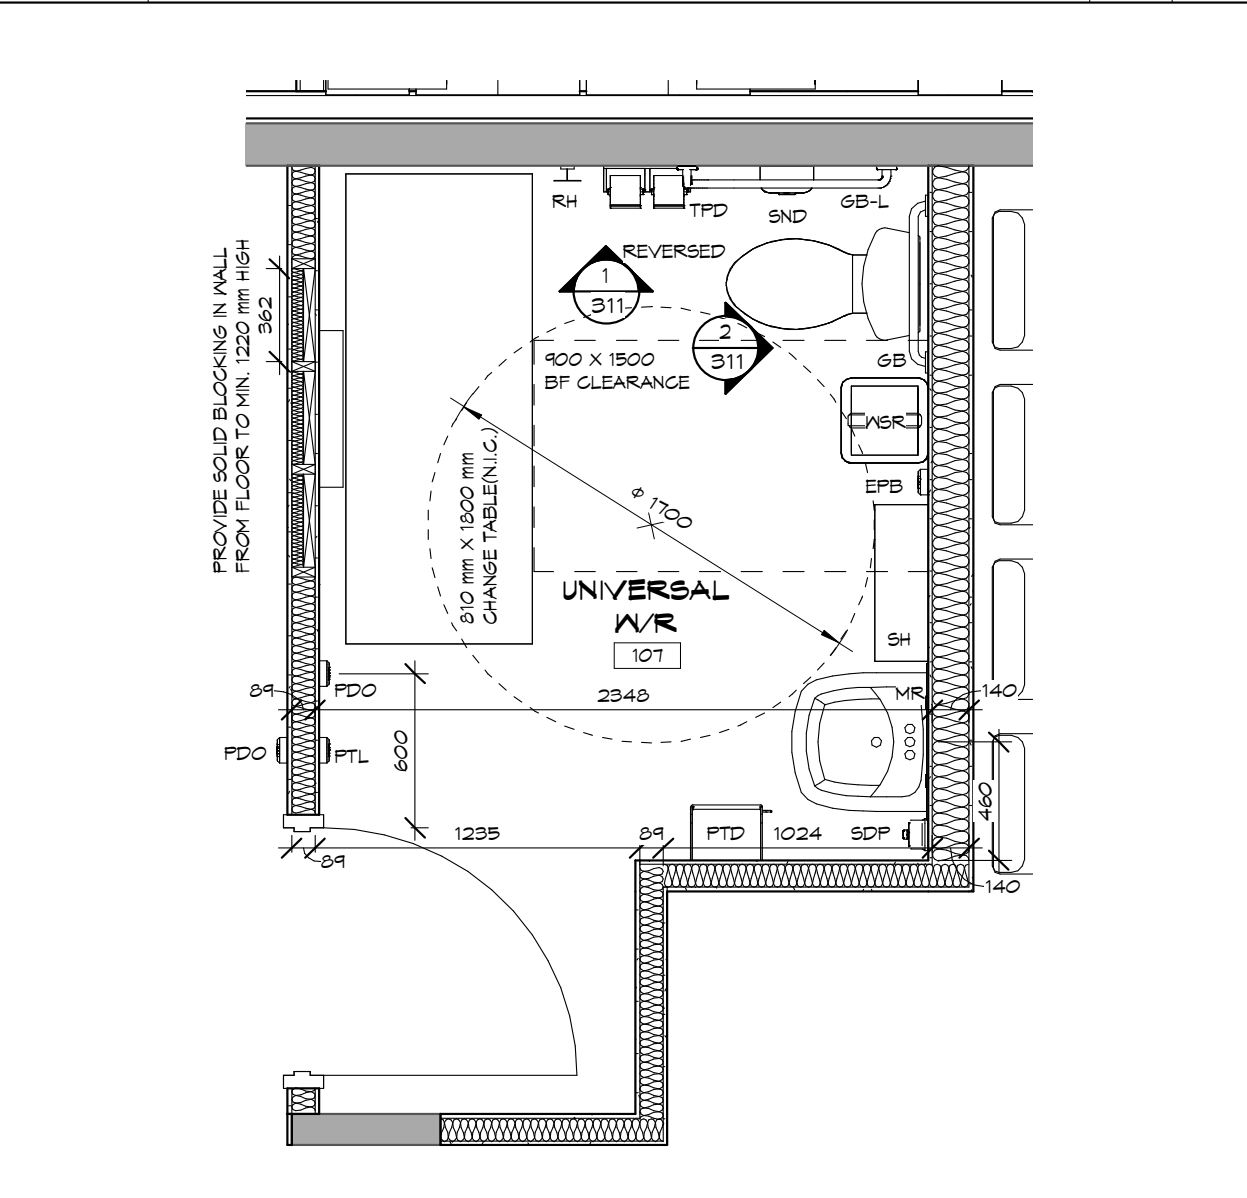 RH
TPD
SND
GB-L
REVERSED
1
311
2
311
GB
900 X 1500
BF CLEARANCE
PROVIDE SOLID BLOCKING IN WALL
FROM FLOOR TO MIN. 1220 mm HIGH
362
WSR
EPB
810 mm X 1800 mm
CHANGE TABLE(N.I.C.)
φ 1700
UNIVERSAL
W/R
107
SH
89
PDO
2348
MR
140
PDO
PTL
600
460
1235
89
PTD
1024
SDP
89
140